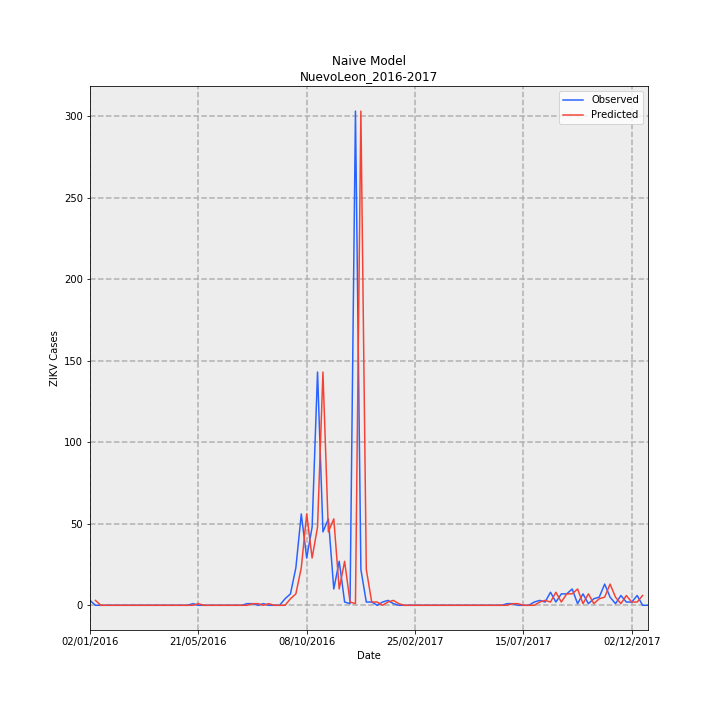 Naive Model
NuevoLeon_2016-2017
Observed
Predicted
300
250
200
150
100
50
0
ZIKV Cases
02/01/2016
21/05/2016
08/10/2016
25/02/2017
15/07/2017
02/12/2017
Date